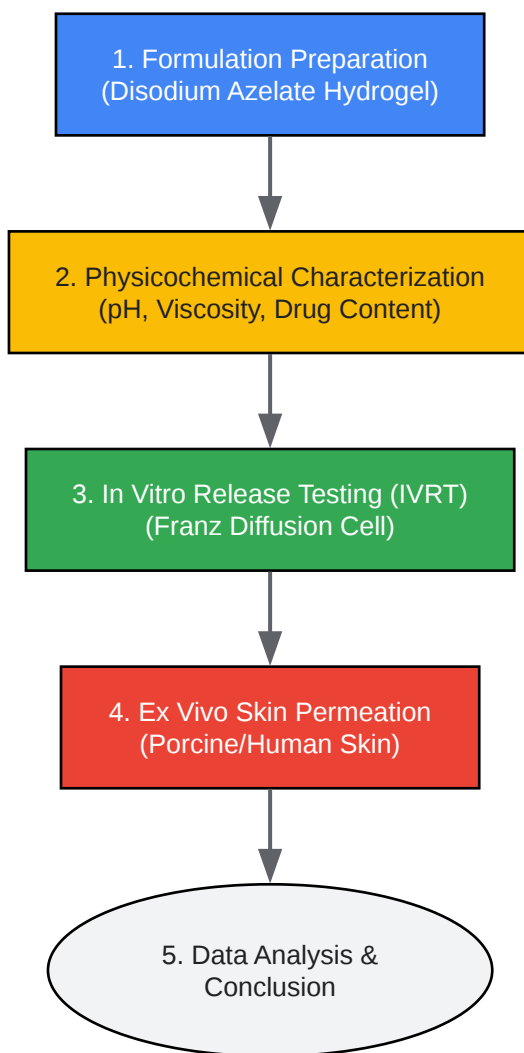 1. Formulation Preparation
(Disodium Azelate Hydrogel)
2. Physicochemical Characterization
(pH, Viscosity, Drug Content)
3. In Vitro Release Testing (IVRT)
(Franz Diffusion Cell)
4. Ex Vivo Skin Permeation
(Porcine/Human Skin)
5. Data Analysis &
Conclusion